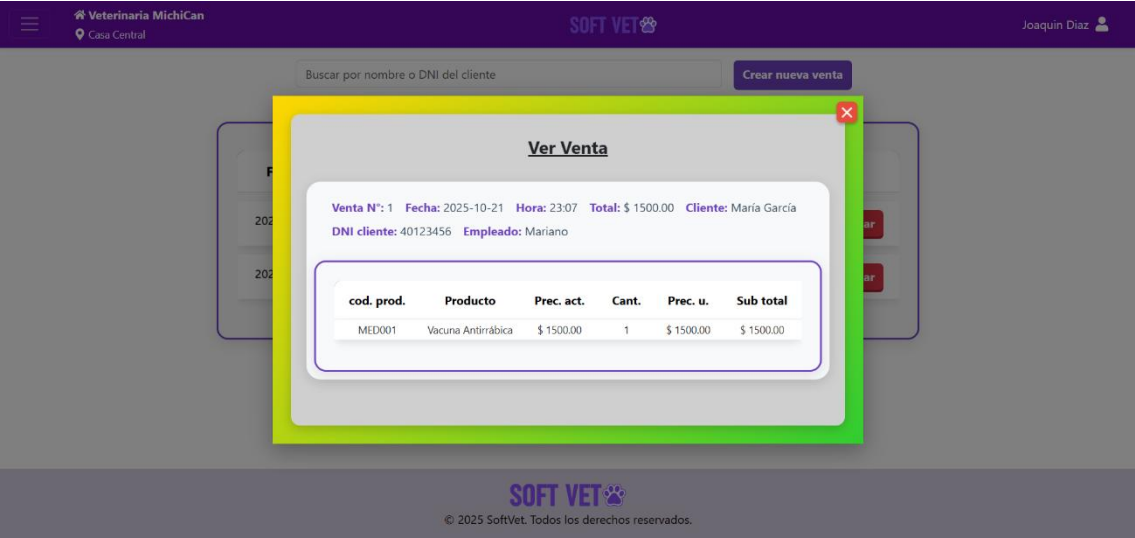 Veterinaria MichiCan
Casa Central
SOFT VET
Joaquin Diaz
Buscar por nombre o DNI del cliente
Crear nueva venta
Ver Venta
Venta N°: 1 Fecha: 2025-10-21 Hora: 23:07 Total: $ 1500.00 Cliente: María García
DNI cliente: 40123456 Empleado: Mariano
cod. prod. Producto Prec. act. Cant. Prec. u. Sub total
MED001 Vacuna Antirrábica $ 1500.00 1 $ 1500.00 $ 1500.00
SOFT VET
© 2025 SoftVet. Todos los derechos reservados.